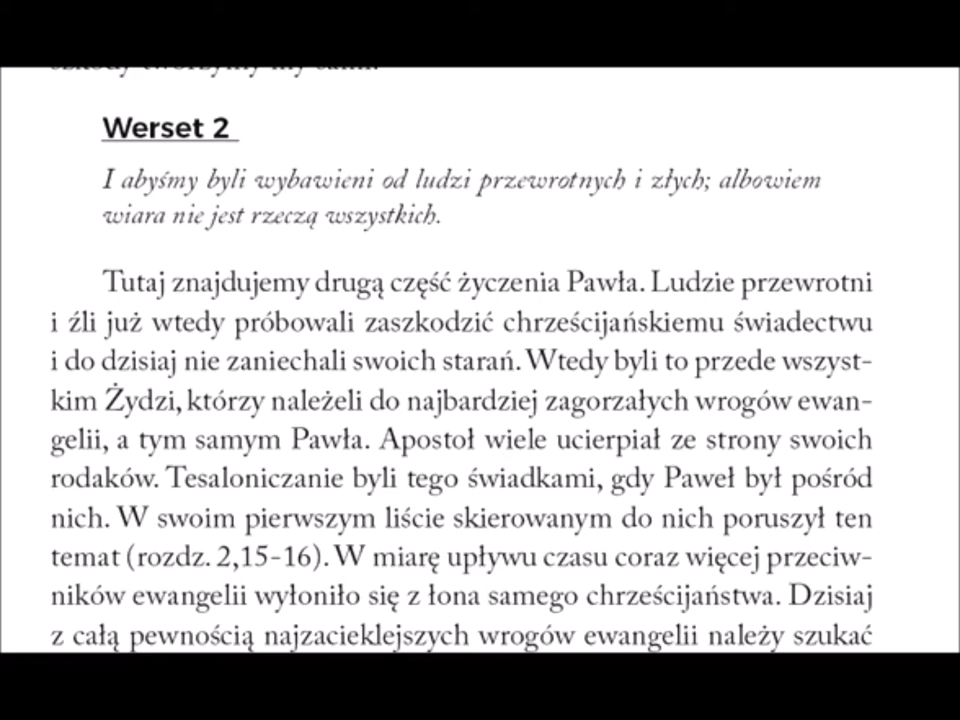 Werset 2
I abyśmy byli wybawieni od ludzi przewrotnych i złych; albowiem
wiara nie jest rzeczą wszystkich.
Tutaj znajdujemy drugą część życzenia Pawła. Ludzie przewrotni
i źli już wtedy próbowali zaszkodzić chrześcijańskiemu świadectwu
i do dzisiaj nie zaniechali swoich starań. Wtedy byli to przede wszyst-
kim Żydzi, którzy należeli do najbardziej zagorzałych wrogów ewan-
gelii, a tym samym Pawła. Apostoł wiele ucierpiał ze strony swoich
rodaków. Tesaloniczanie byli tego świadkami, gdy Paweł był pośród
nich. W swoim pierwszym liście skierowanym do nich poruszył ten
temat (rozdz. 2,15-16). W miarę upływu czasu coraz więcej przeciw-
ników ewangelii wyłoniło się z łona samego chrześcijaństwa. Dzisiaj
z całą pewnością najzacieklejszych wrogów ewangelii należy szukać